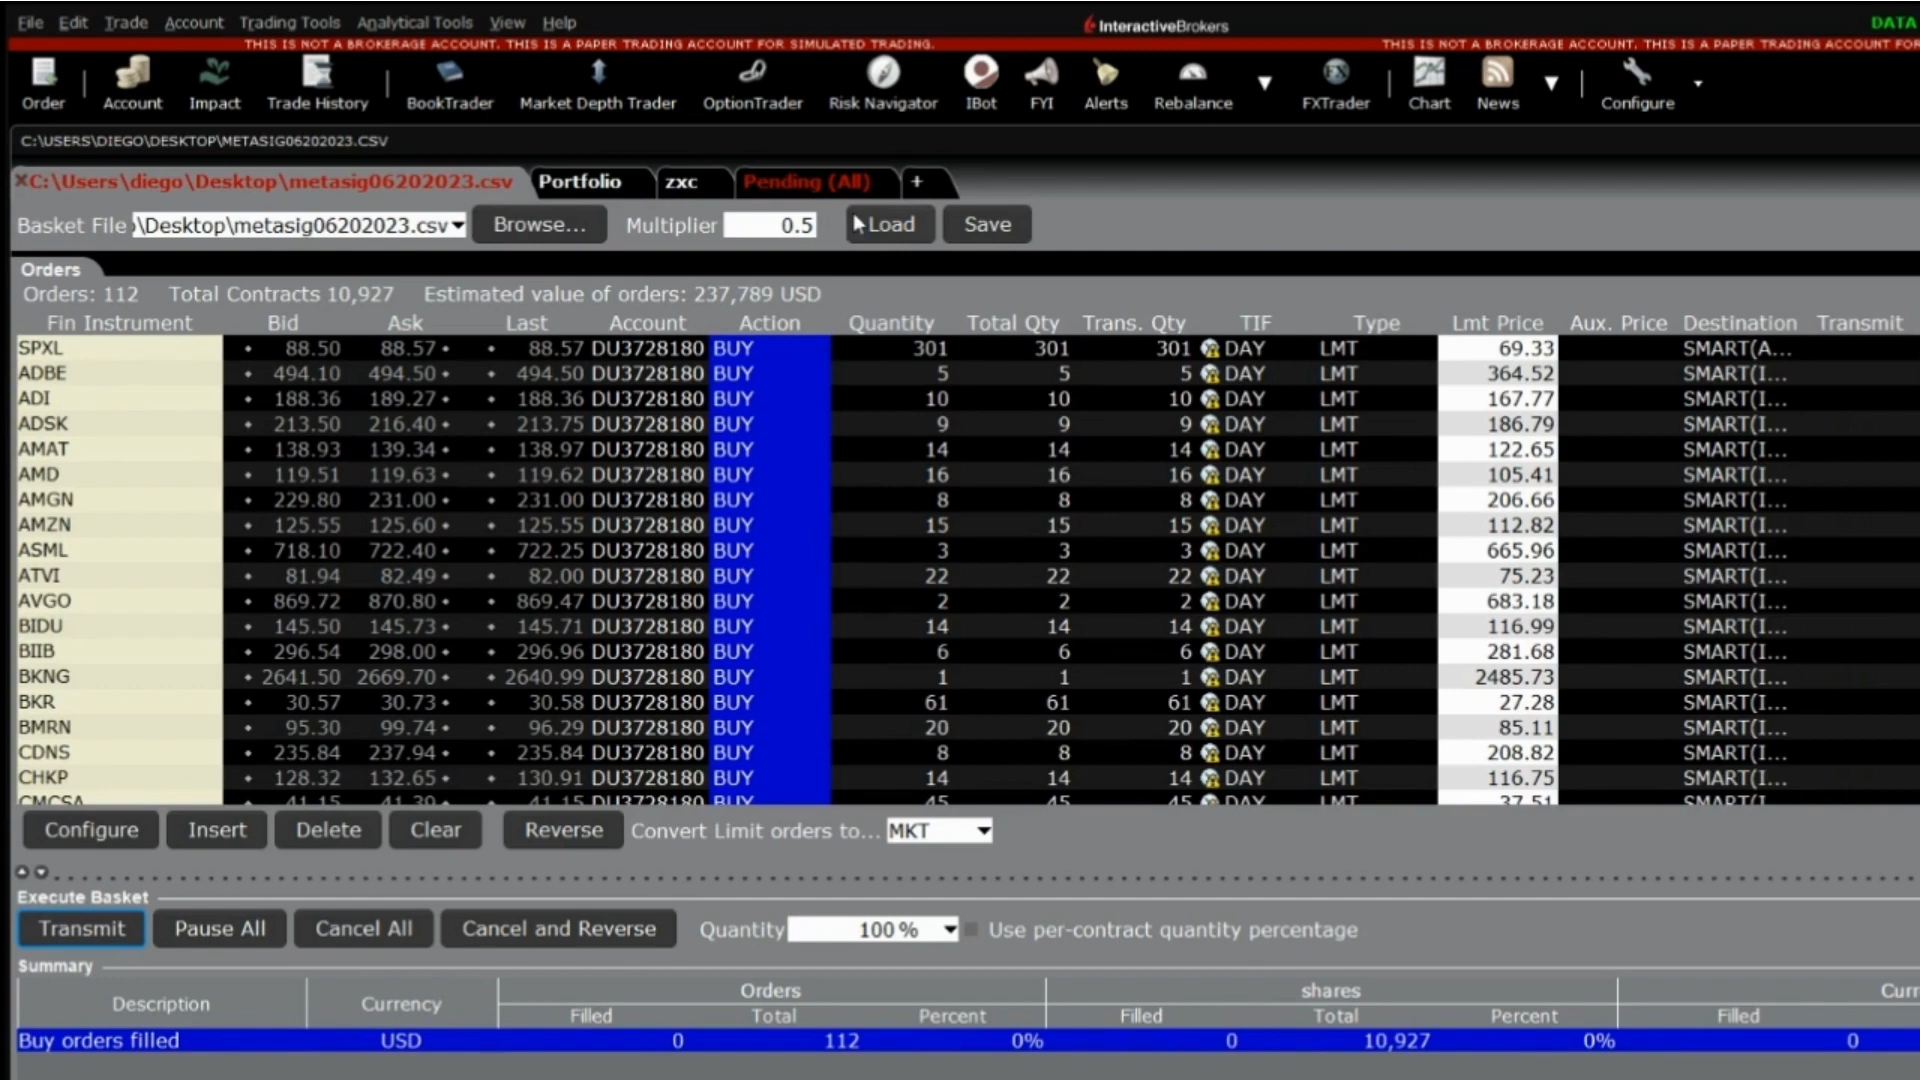 File Edit Trade Account Trading Tools Analytical Tools View Help InteractiveBrokers DATA
THIS IS NOT A BROKERAGE ACCOUNT. THIS IS A PAPER TRADING ACCOUNT FOR SIMULATED TRADING. THIS IS NOT A BROKERAGE ACCOUNT. THIS IS A PAPER TRADING ACCOUNT FOR
Order Account Impact Trade History BookTrader Market Depth Trader OptionTrader Risk Navigator IBot FYI Alerts Rebalance FXTrader Chart News Configure
C:\USERS\DIEGO\DESKTOP\METASIG06202023.CSV
C:\Users\diego\Desktop\metasig06202023.csv Portfolio zxc Pending (All) +
Basket File \Desktop\metasig06202023.csv Browse... Multiplier 0.5 Load Save
Orders
Orders: 112 Total Contracts 10,927 Estimated value of orders: 237,789 USD
Fin Instrument Bid Ask Last Account Action Quantity Total Qty Trans. Qty TIF Type Lmt Price Aux. Price Destination Transmit
SPXL 88.50 88.57 88.57 DU3728180 BUY 301 301 301 DAY LMT 69.33 SMART(A...
ADBE 494.10 494.50 494.50 DU3728180 BUY 5 5 5 DAY LMT 364.52 SMART(I...
ADI 188.36 189.27 188.36 DU3728180 BUY 10 10 10 DAY LMT 167.77 SMART(I...
ADSK 213.50 216.40 213.75 DU3728180 BUY 9 9 9 DAY LMT 186.79 SMART(I...
AMAT 138.93 139.34 138.97 DU3728180 BUY 14 14 14 DAY LMT 122.65 SMART(I...
AMD 119.51 119.63 119.62 DU3728180 BUY 16 16 16 DAY LMT 105.41 SMART(I...
AMGN 229.80 231.00 231.00 DU3728180 BUY 8 8 8 DAY LMT 206.66 SMART(I...
AMZN 125.55 125.60 125.55 DU3728180 BUY 15 15 15 DAY LMT 112.82 SMART(I...
ASML 718.10 722.40 722.25 DU3728180 BUY 3 3 3 DAY LMT 665.96 SMART(I...
ATVI 81.94 82.49 82.00 DU3728180 BUY 22 22 22 DAY LMT 75.23 SMART(I...
AVGO 869.72 870.80 869.47 DU3728180 BUY 2 2 2 DAY LMT 683.18 SMART(I...
BIDU 145.50 145.73 145.71 DU3728180 BUY 14 14 14 DAY LMT 116.99 SMART(I...
BIIB 296.54 298.00 296.96 DU3728180 BUY 6 6 6 DAY LMT 281.68 SMART(I...
BKNG 2641.50 2669.70 2640.99 DU3728180 BUY 1 1 1 DAY LMT 2485.73 SMART(I...
BKR 30.57 30.73 30.58 DU3728180 BUY 61 61 61 DAY LMT 27.28 SMART(I...
BMRN 95.30 99.74 96.29 DU3728180 BUY 20 20 20 DAY LMT 85.11 SMART(I...
CDNS 235.84 237.94 235.84 DU3728180 BUY 8 8 8 DAY LMT 208.82 SMART(I...
CHKP 128.32 132.65 130.91 DU3728180 BUY 14 14 14 DAY LMT 116.75 SMART(I...
CMCSA 41.15 41.39 41.15 DU3728180 BUY 45 45 45 DAY LMT 37.51 SMART(I...
Configure Insert Delete Clear Reverse Convert Limit orders to... MKT
Execute Basket
Transmit Pause All Cancel All Cancel and Reverse Quantity 100 % Use per-contract quantity percentage
Summary
Description Currency Orders shares Curr
Filled Total Percent Filled Total Percent Filled
Buy orders filled USD 0 112 0% 0 10,927 0% 0